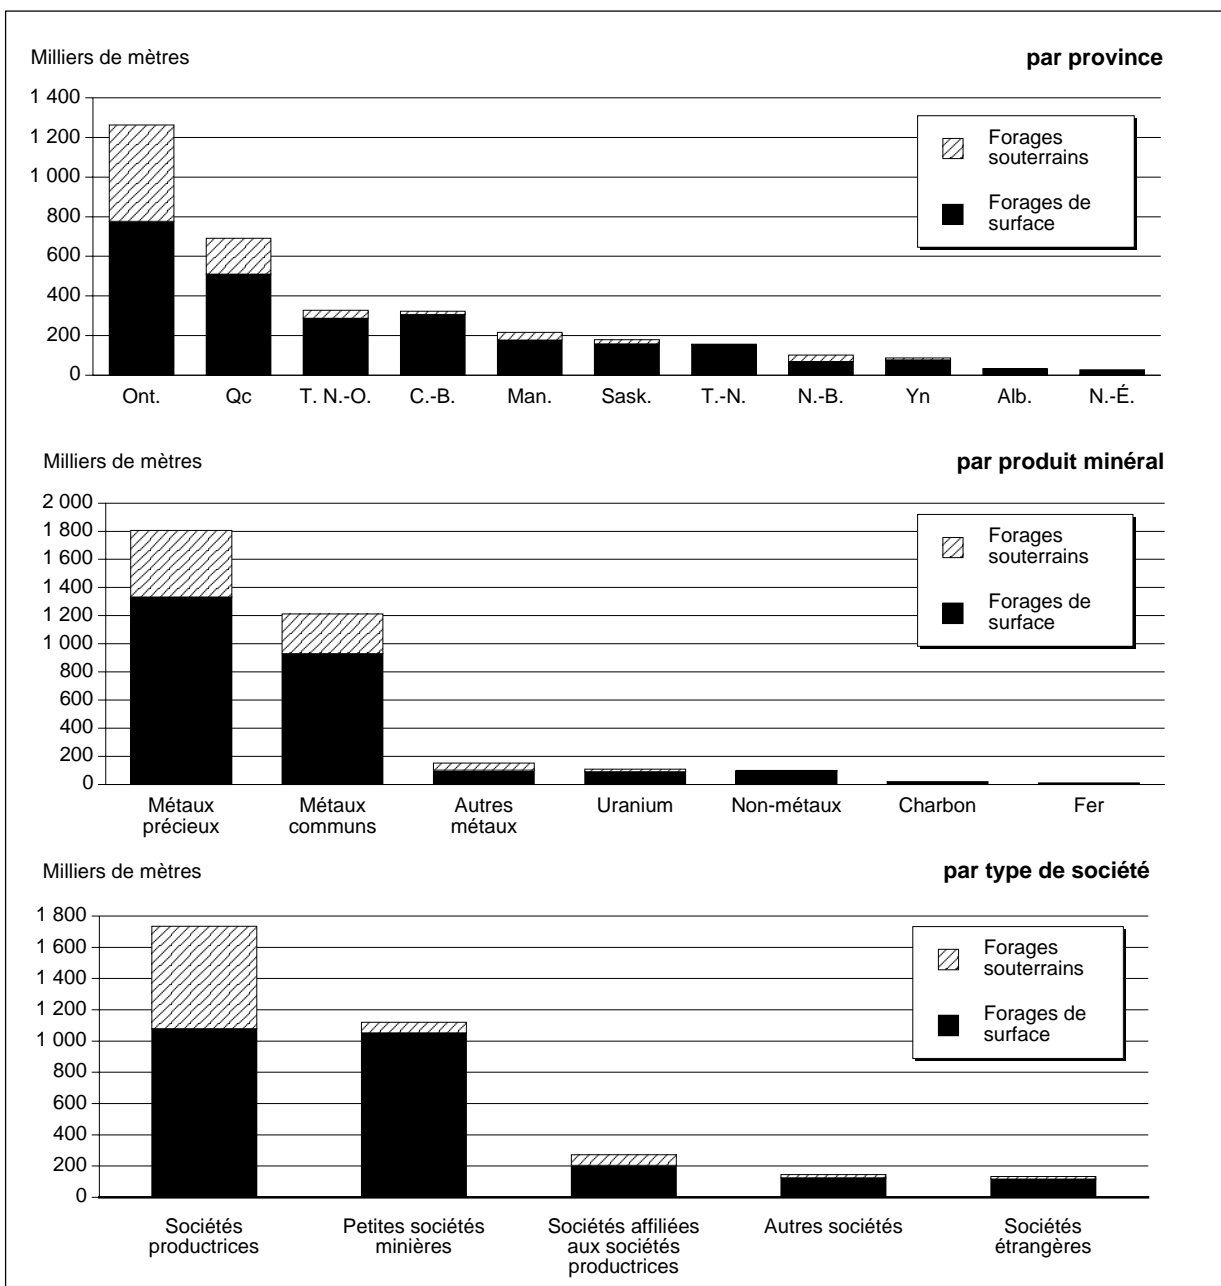 Milliers de mètres
par province
1 400
1 200
1 000
800
600
400
200
0
Forages
souterrains
Forages de
surface
Ont.
Qc
T. N.-O.
C.-B.
Man.
Sask.
T.-N.
N.-B.
Yn
Alb.
N.-É.
Milliers de mètres
par produit minéral
2 000
1 800
1 600
1 400
1 200
1 000
800
600
400
200
0
Forages
souterrains
Forages de
surface
Métaux
précieux
Métaux
communs
Autres
métaux
Uranium
Non-métaux
Charbon
Fer
Milliers de mètres
par type de société
1 800
1 600
1 400
1 200
1 000
800
600
400
200
0
Forages
souterrains
Forages de
surface
Sociétés
productrices
Petites sociétés
minières
Sociétés affiliées
aux sociétés
productrices
Autres sociétés
Sociétés
étrangères